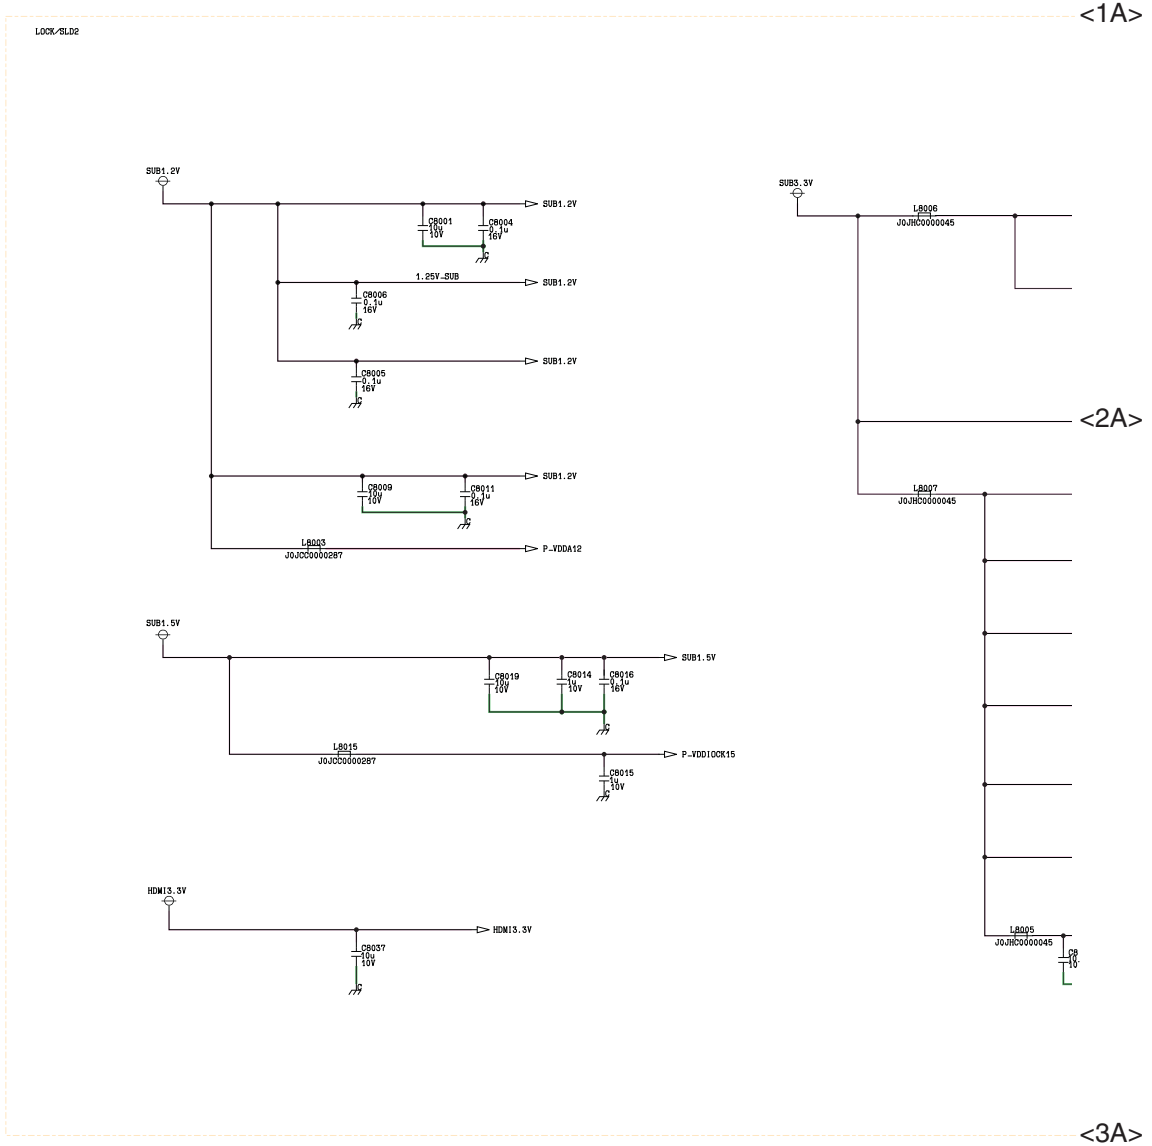 <1A>
LOCK/SLD2
SUB1.2V
SUB1.2V
C8001
10u
10V
C8004
0.1u
16V
C
1.25V-SUB
SUB1.2V
C8006
0.1u
16V
C
SUB1.2V
C8005
0.1u
16V
C
SUB1.2V
C8009
10u
10V
C8011
0.1u
16V
C
L8003
J0JCC0000287
P-VDDA12
SUB1.5V
SUB1.5V
C8019
10u
10V
C8014
1u
10V
C8016
0.1u
16V
C
L8015
J0JCC0000287
P-VDDIOCK15
C8015
1u
10V
C
HDMI3.3V
HDMI3.3V
C8037
10u
10V
C
SUB3.3V
L8006
J0JHC0000045
<2A>
L8007
J0JHC0000045
L8005
J0JHC0000045
C8
10
<3A>